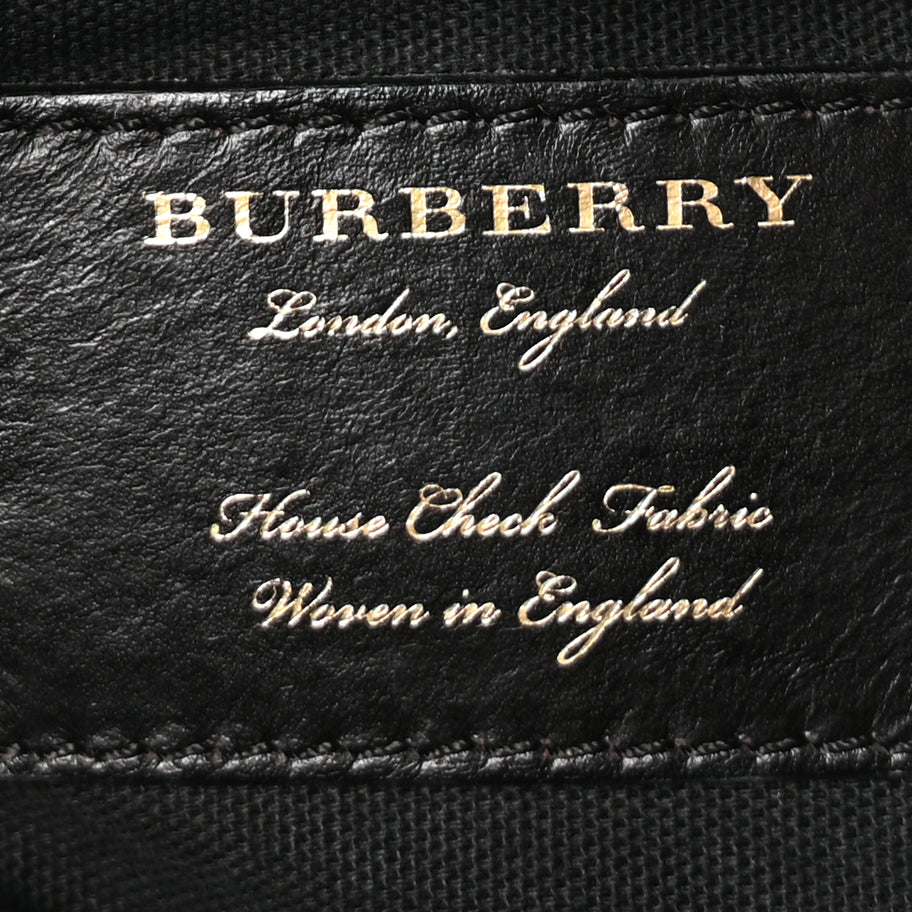 BURBERRY
London, England
House Check Fabric
Woven in England